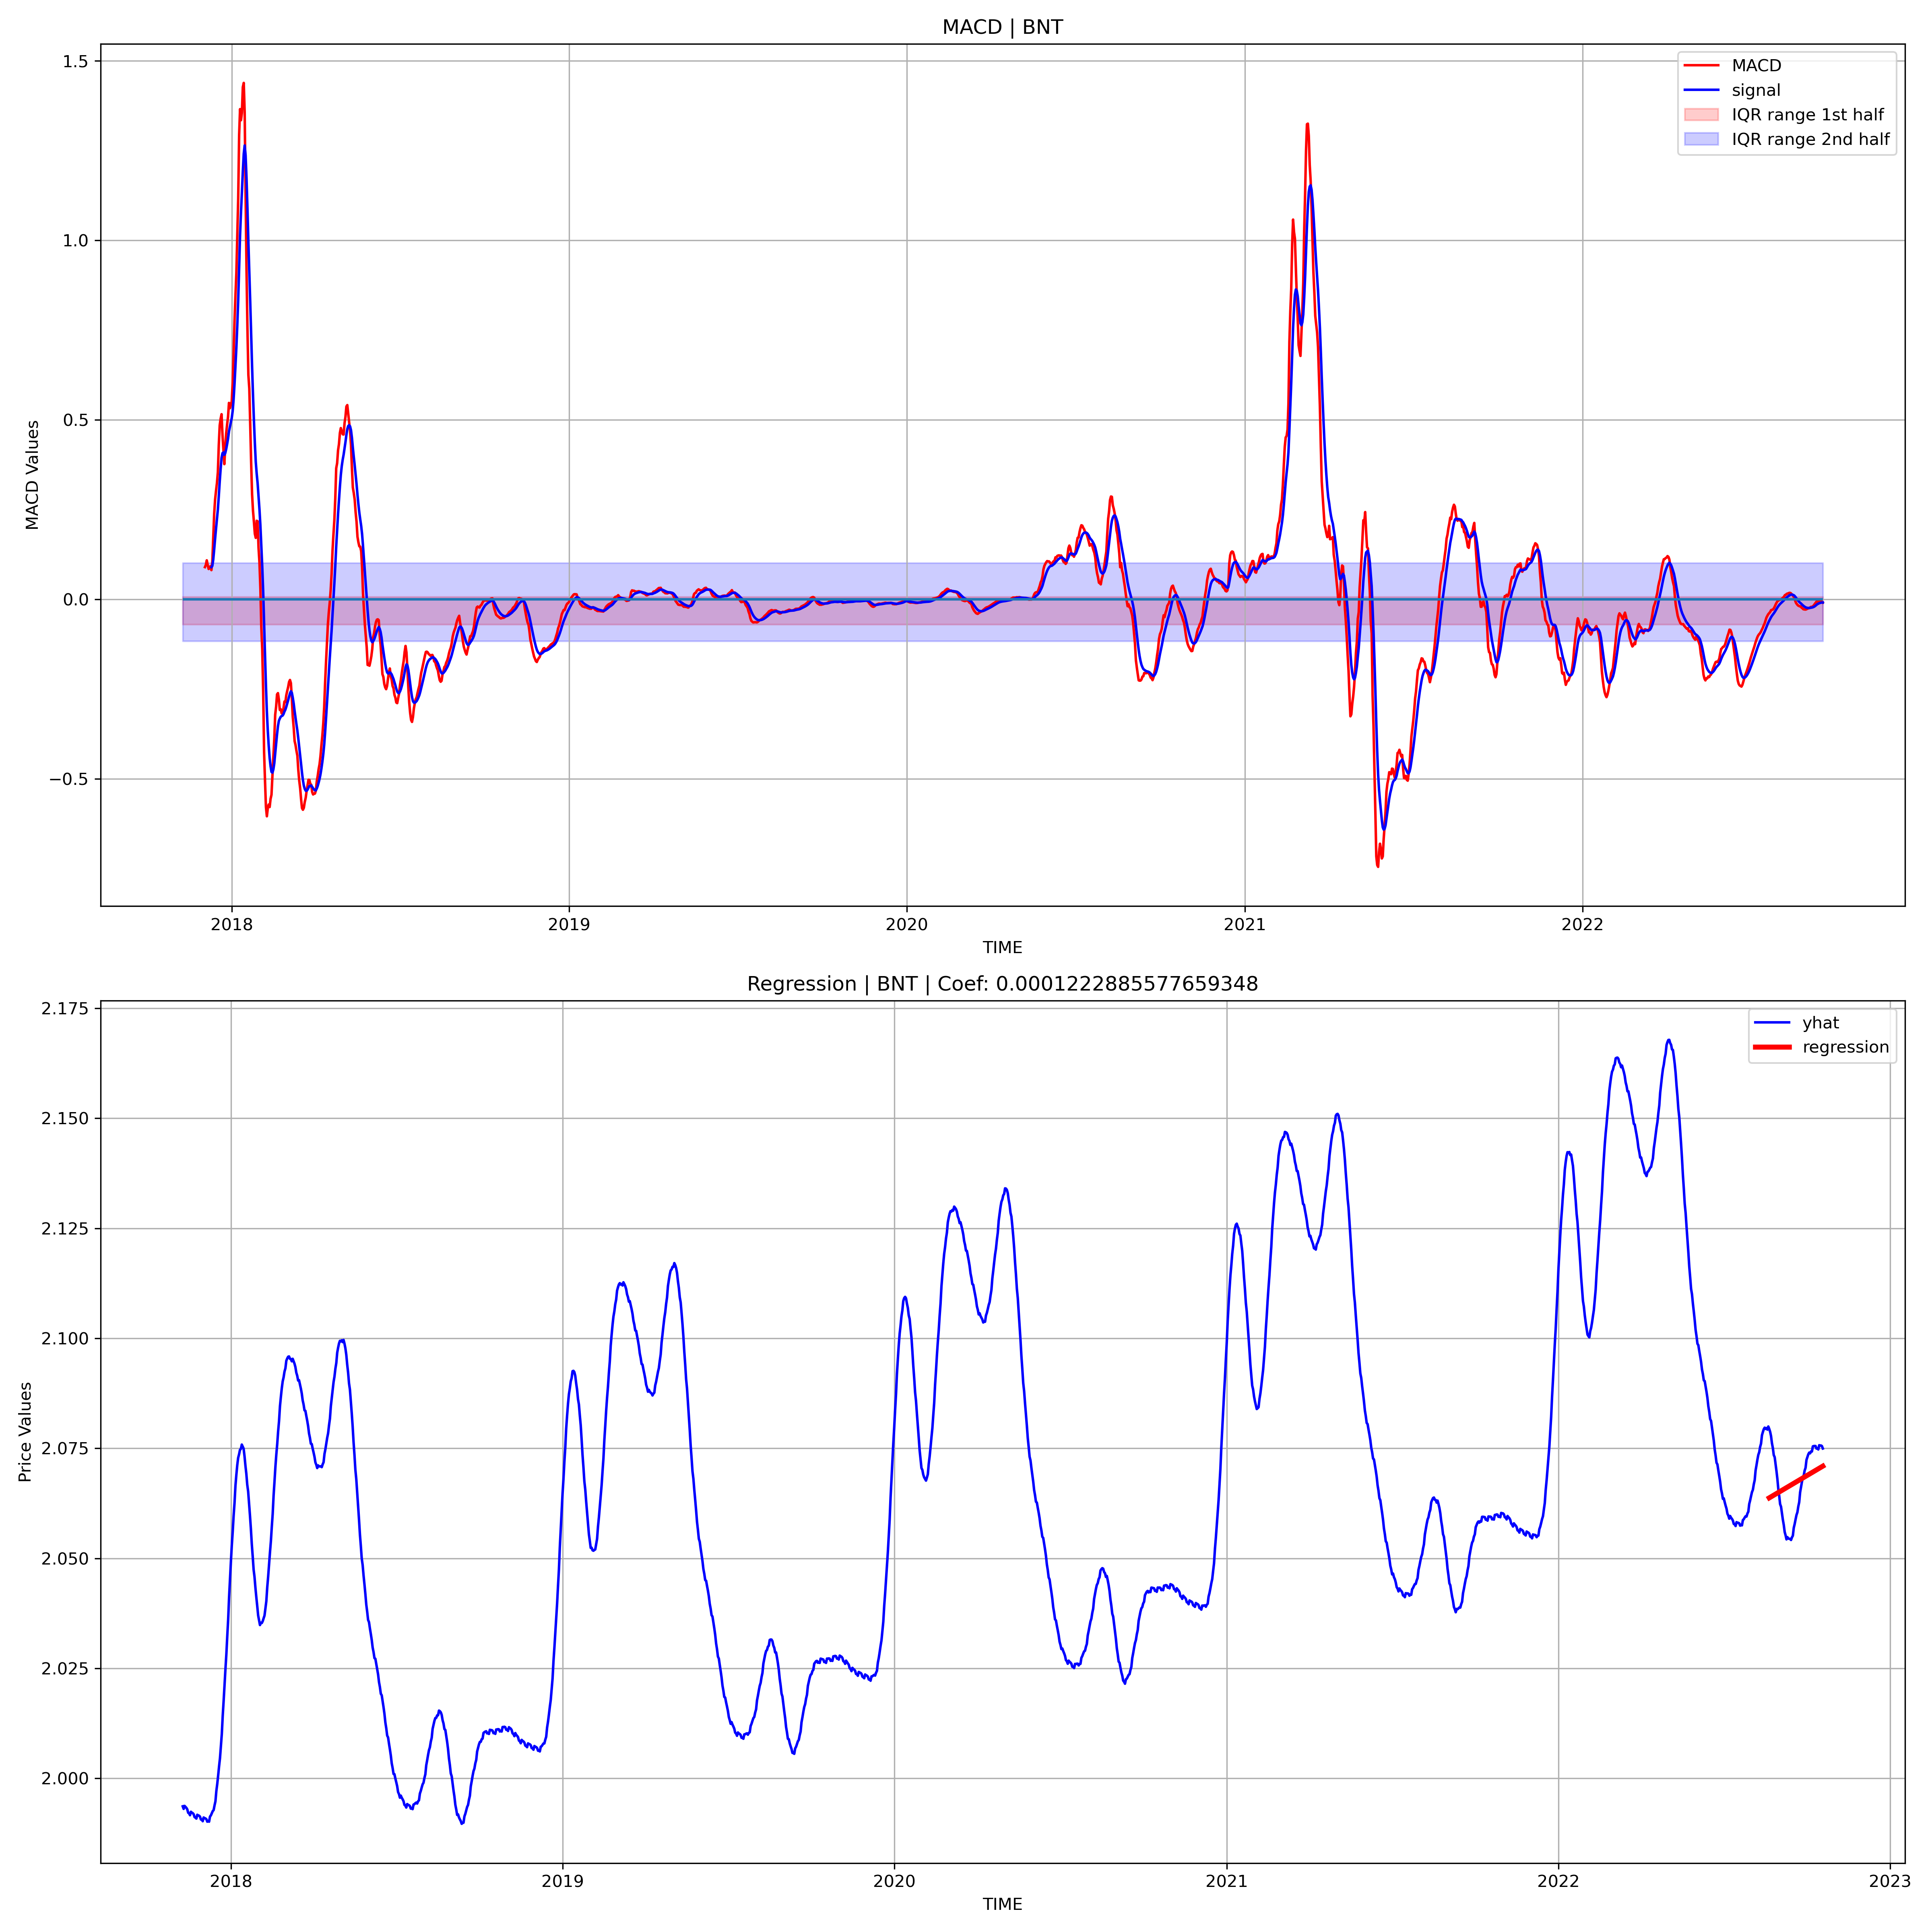 MACD | BNT
MACD
signal
IQR range 1st half
IQR range 2nd half
1.5
1.0
0.5
0.0
−0.5
MACD Values
2018
2019
2020
2021
2022
TIME
Regression | BNT | Coef: 0.0001222885577659348
yhat
regression
2.175
2.150
2.125
2.100
2.075
2.050
2.025
2.000
Price Values
2018
2019
2020
2021
2022
2023
TIME